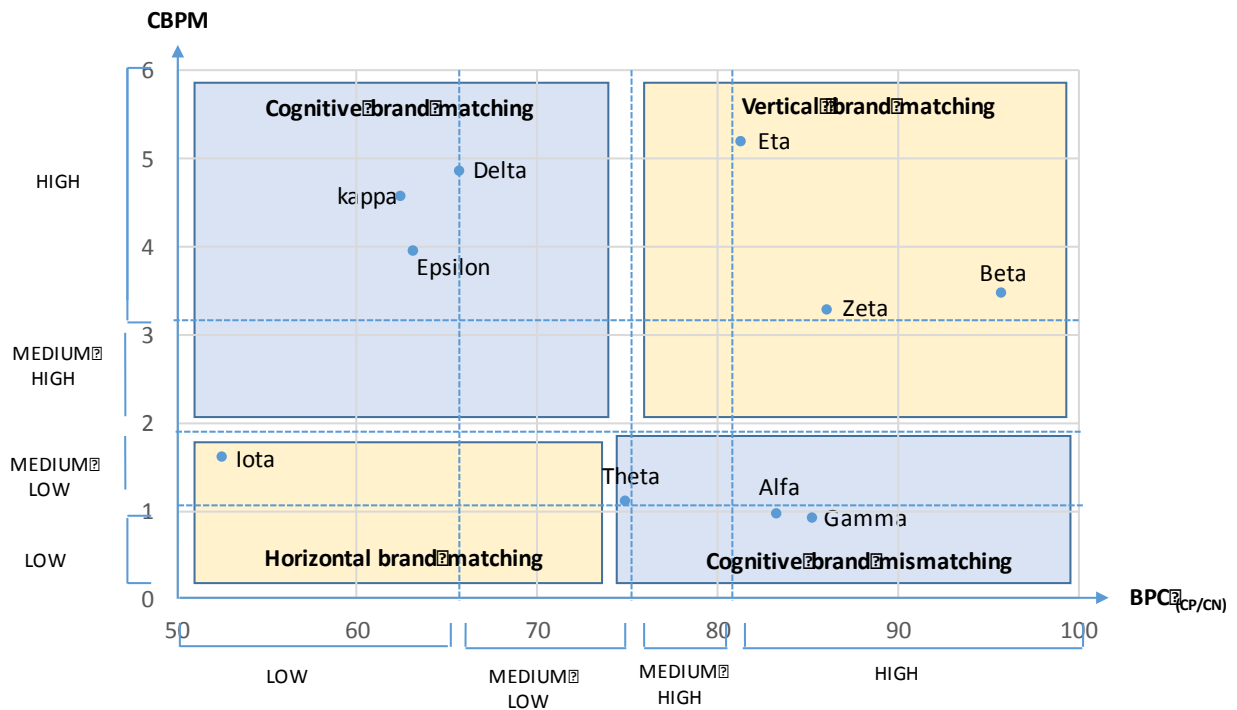 CBPM
6
Cognitive brand matching
Vertical brand matching
Eta
5
Delta
HIGH
kappa
4
Epsilon
Beta
Zeta
3
MEDIUM
HIGH
2
Iota
MEDIUM
LOW
Theta
Alfa
1
Gamma
LOW
Horizontal brand matching
Cognitive brand mismatching
0
BPC (CP/CN)
50 60 70 80 90 100
LOW
MEDIUM
LOW
MEDIUM
HIGH
HIGH